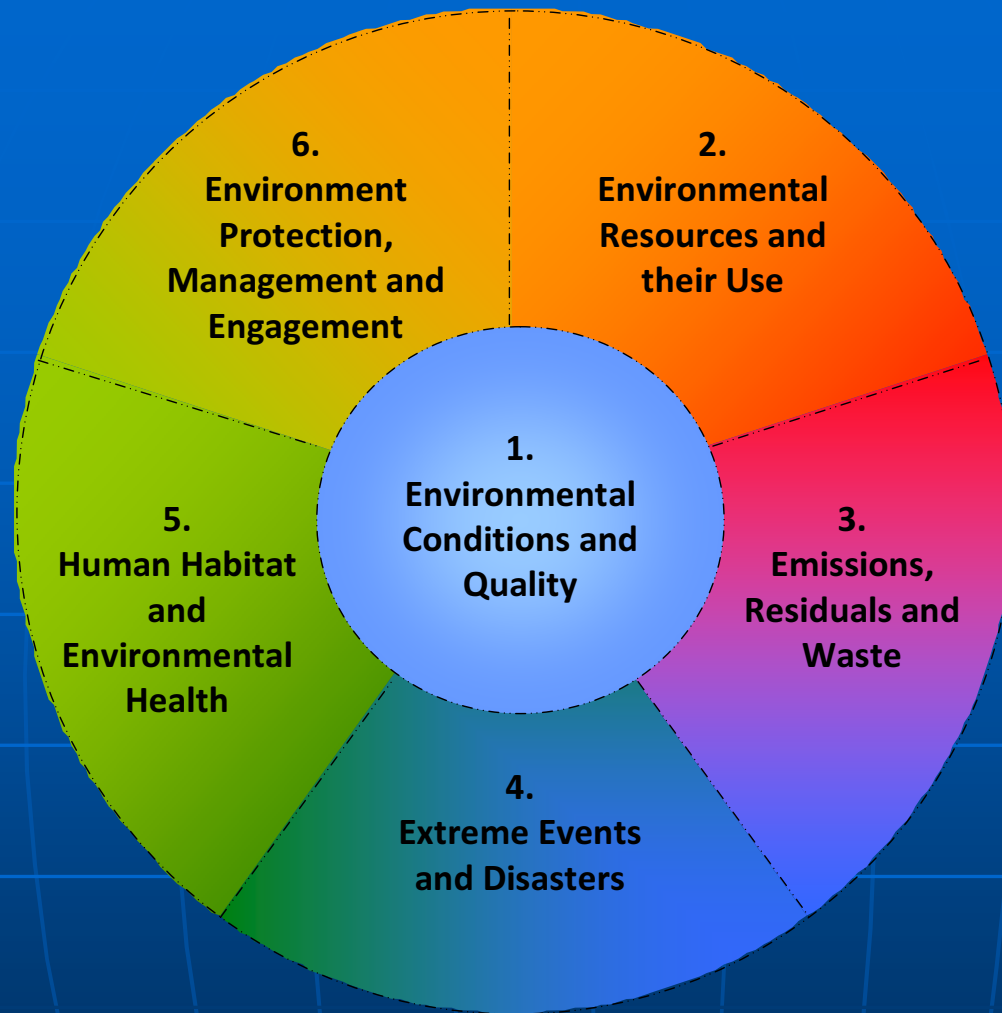 1.
Environmental
Conditions and
Quality
2.
Environmental
Resources and
their Use
3.
Emissions,
Residuals and
Waste
4.
Extreme Events
and Disasters
5.
Human Habitat
and
Environmental
Health
6.
Environment
Protection,
Management and
Engagement